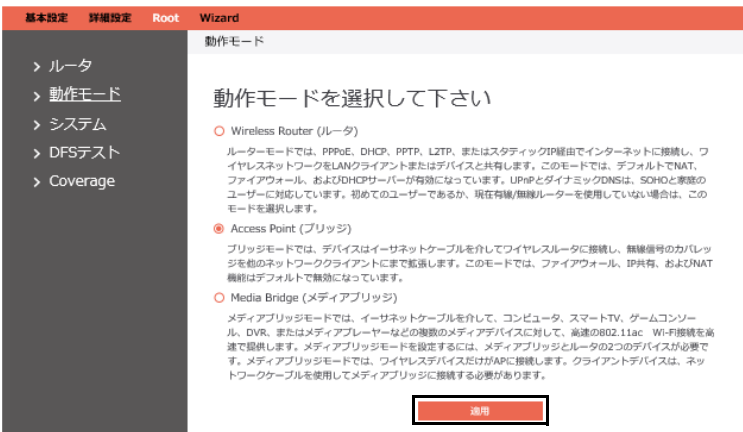 基本設定 詳細設定 Root Wizard
動作モード
ルータ
動作モード
システム
DFSテスト
Coverage
動作モードを選択して下さい
Wireless Router (ルータ)
ルーターモードでは、PPPoE、DHCP、PPTP、L2TP、またはスタティックIP経由でインターネットに接続し、ワ
イヤレスネットワークをLANクライアントまたはデバイスと共有します。このモードでは、デフォルトでNAT、
ファイアウォール、およびDHCPサーバーが有効になっています。UPnPとダイナミックDNSは、SOHOと家庭の
ユーザーに対応しています。初めてのユーザーであるか、現在有線/無線ルーターを使用していない場合は、この
モードを選択します。
Access Point (ブリッジ)
ブリッジモードでは、デバイスはイーサネットケーブルを介してワイヤレスルータに接続し、無線信号のカバレッ
ジを他のネットワーククライアントにまで拡張します。このモードでは、ファイアウォール、IP共有、およびNAT
機能はデフォルトで無効になっています。
Media Bridge (メディアブリッジ)
メディアブリッジモードでは、イーサネットケーブルを介して、コンピュータ、スマートTV、ゲームコンソー
ル、DVR、またはメディアプレーヤーなどの複数のメディアデバイスに対して、高速の802.11ac Wi-Fi接続を高
速で提供します。メディアブリッジモードを設定するには、メディアブリッジとルータの2つのデバイスが必要で
す。メディアブリッジモードでは、ワイヤレスデバイスだけがAPに接続します。クライアントデバイスは、ネッ
トワークケーブルを使用してメディアブリッジに接続する必要があります。
適用